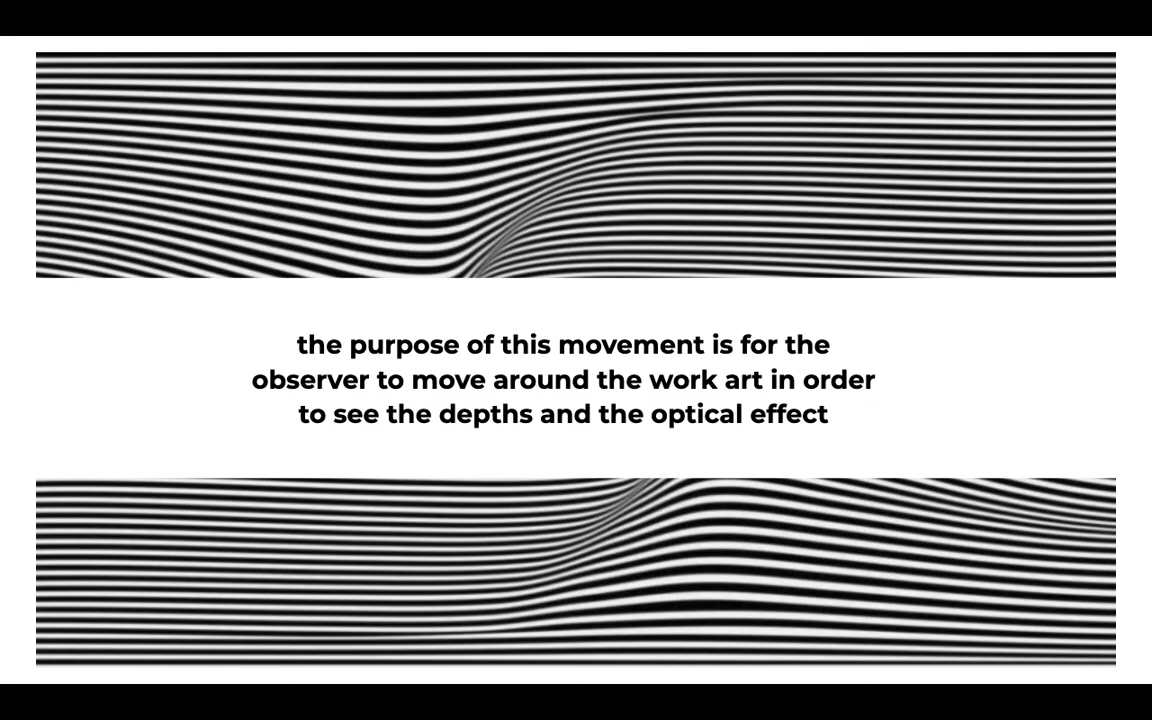 the purpose of this movement is for the
observer to move around the work art in order
to see the depths and the optical effect